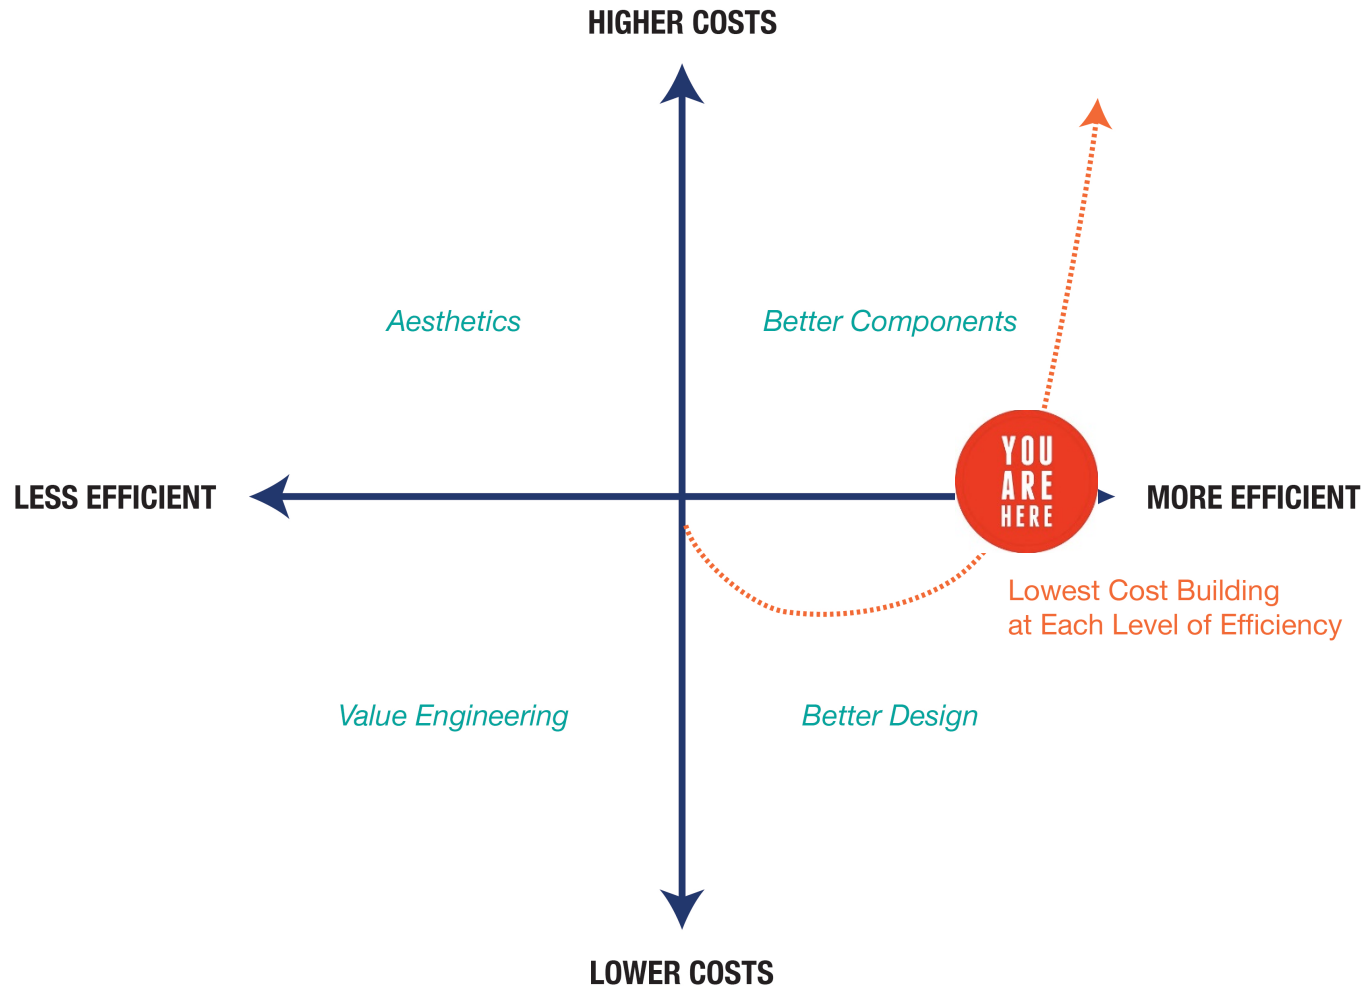 HIGHER COSTS
Aesthetics
Better Components
LESS EFFICIENT
YOU
ARE
HERE
MORE EFFICIENT
Lowest Cost Building
at Each Level of Efficiency
Value Engineering
Better Design
LOWER COSTS